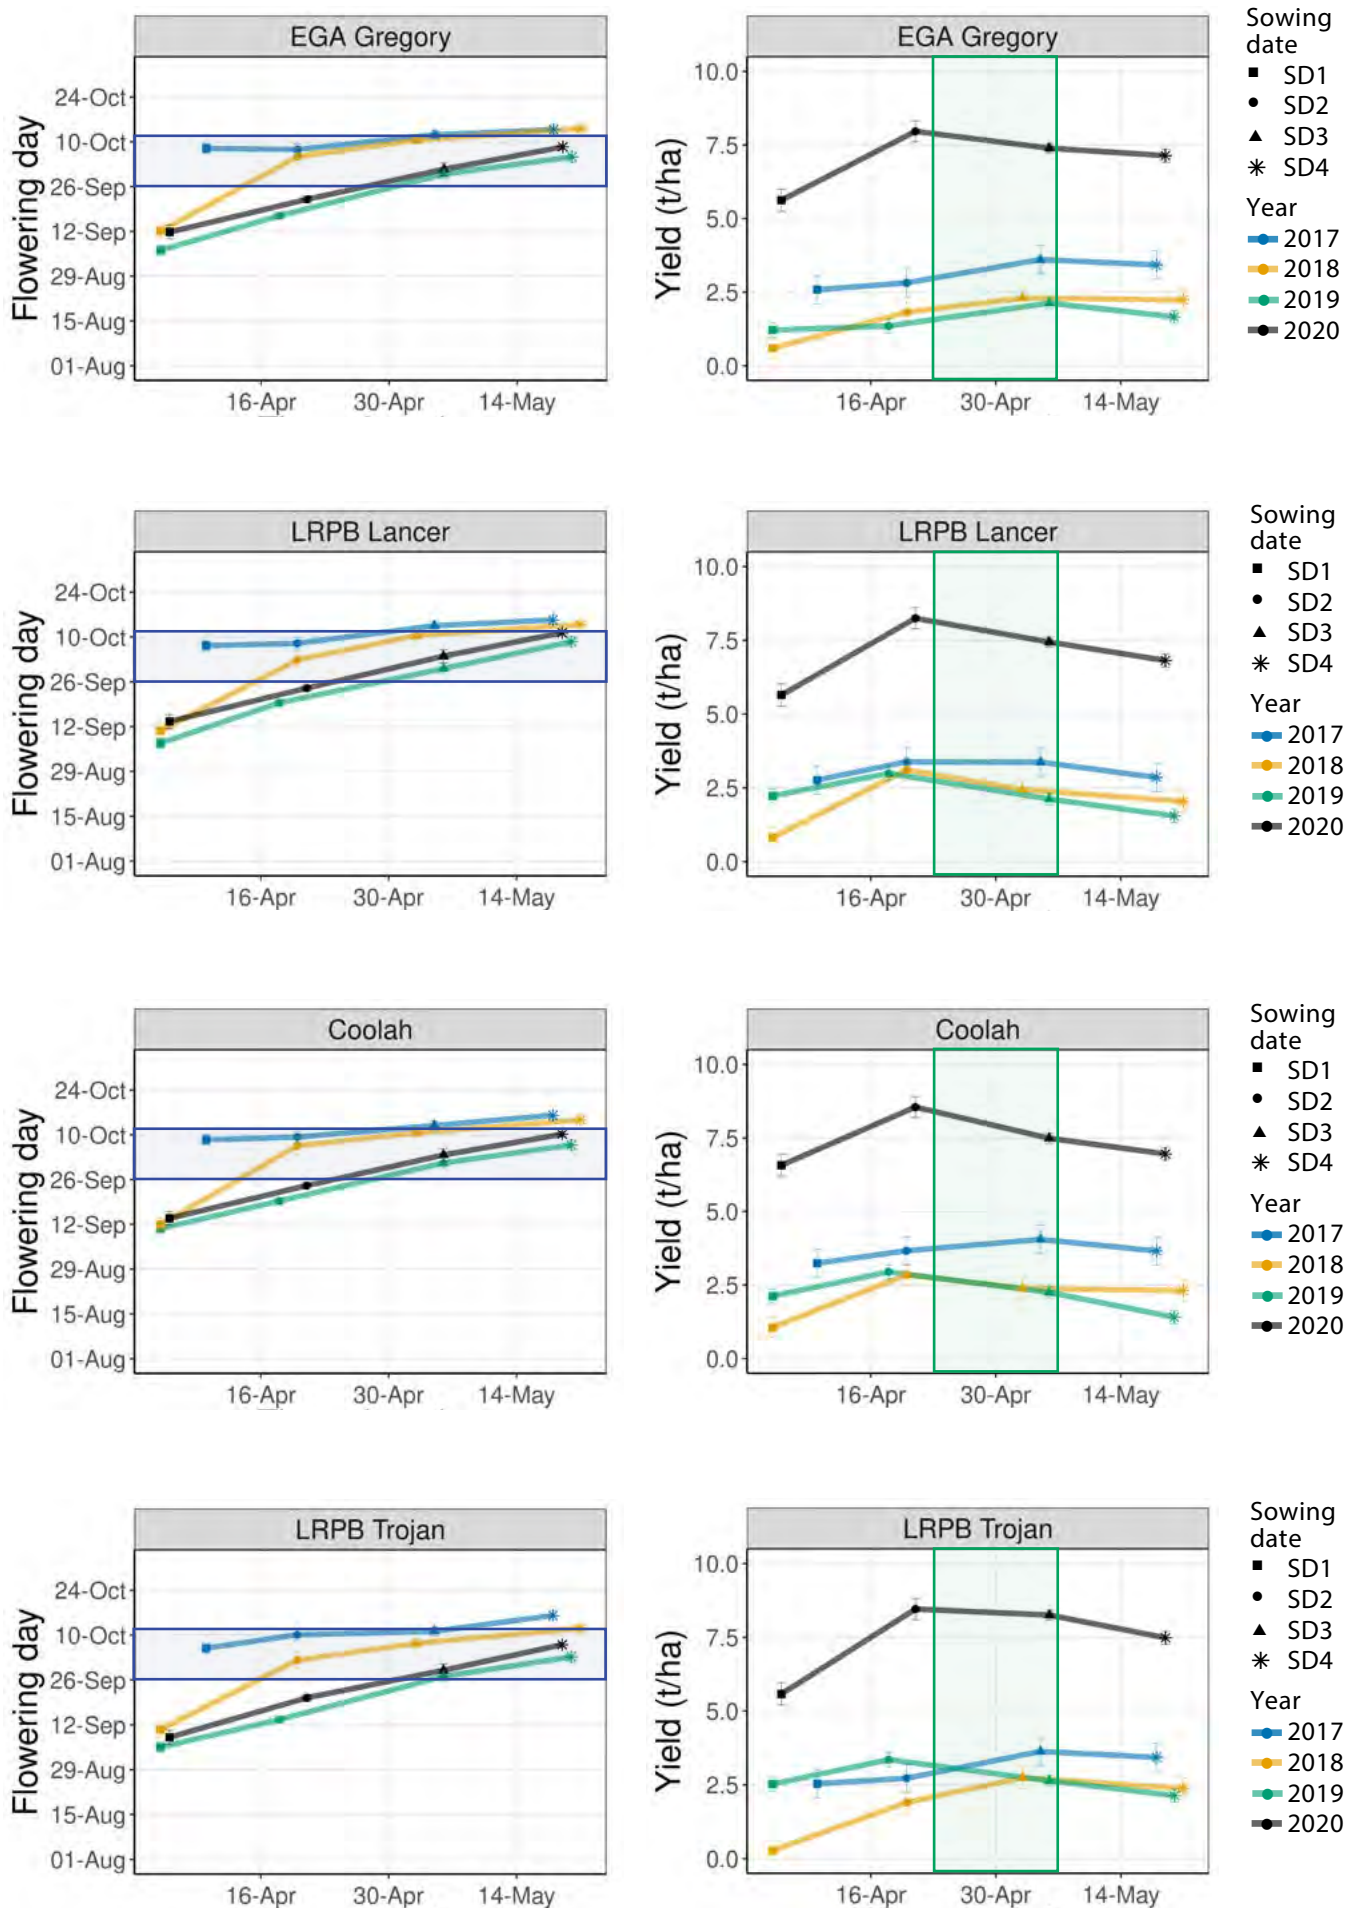 EGA Gregory
Flowering day
24-Oct
10-Oct
26-Sep
12-Sep
29-Aug
15-Aug
01-Aug
16-Apr 30-Apr 14-May
EGA Gregory
Yield (t/ha)
10.0
7.5
5.0
2.5
0.0
16-Apr 30-Apr 14-May
Sowing
date
SD1
SD2
SD3
SD4
Year
2017
2018
2019
2020
LRPB Lancer
Flowering day
24-Oct
10-Oct
26-Sep
12-Sep
29-Aug
15-Aug
01-Aug
16-Apr 30-Apr 14-May
LRPB Lancer
Yield (t/ha)
10.0
7.5
5.0
2.5
0.0
16-Apr 30-Apr 14-May
Sowing
date
SD1
SD2
SD3
SD4
Year
2017
2018
2019
2020
Coolah
Flowering day
24-Oct
10-Oct
26-Sep
12-Sep
29-Aug
15-Aug
01-Aug
16-Apr 30-Apr 14-May
Coolah
Yield (t/ha)
10.0
7.5
5.0
2.5
0.0
16-Apr 30-Apr 14-May
Sowing
date
SD1
SD2
SD3
SD4
Year
2017
2018
2019
2020
LRPB Trojan
Flowering day
24-Oct
10-Oct
26-Sep
12-Sep
29-Aug
15-Aug
01-Aug
16-Apr 30-Apr 14-May
LRPB Trojan
Yield (t/ha)
10.0
7.5
5.0
2.5
0.0
16-Apr 30-Apr 14-May
Sowing
date
SD1
SD2
SD3
SD4
Year
2017
2018
2019
2020